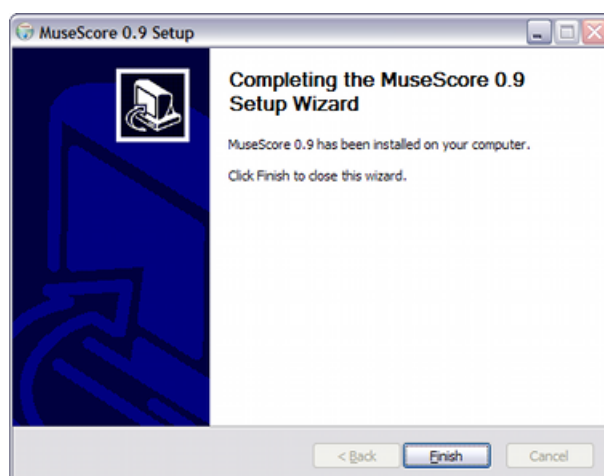 MuseScore 0.9 Setup
Completing the MuseScore 0.9
Setup Wizard
MuseScore 0.9 has been installed on your computer.
Click Finish to close this wizard.
< Back
Finish
Cancel